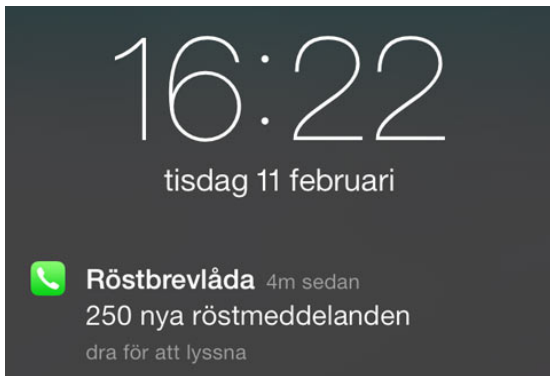 16:22
tisdag 11 februari
Röstbrevlåda 4m sedan
250 nya röstmeddelanden
dra för att lyssna